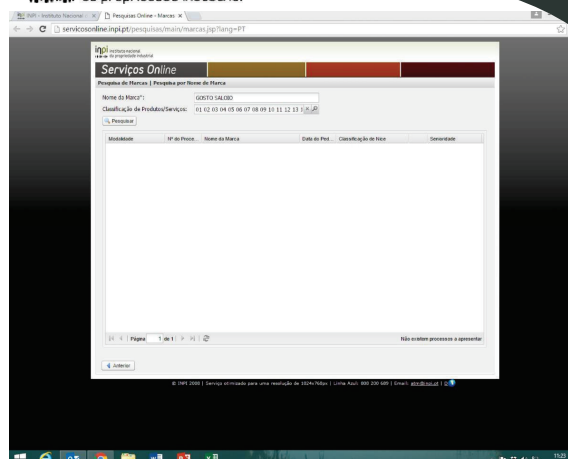 INPI - Instituto Nacional
Pesquisas Online - Marcas
servicosonline.inpi.pt/pesquisas/main/marcas.jsp?lang=PT
inpi instituto nacional
da propriedade industrial
Serviços Online
Pesquisa de Marcas | Pesquisa por Nome de Marca
Nome da Marca*:
GOSTO SALOIO
Classificação de Produtos/Serviços:
01 02 03 04 05 06 07 08 09 10 11 12 13 1
Pesquisar
Modalidade
Nº do Proce...
Nome da Marca
Data do Ped...
Classificação de Nice
Senioridade
Página 1 de 1
Não existem processos a apresentar
Anterior
© INPI 2008 | Serviço otimizado para uma resolução de 1024x768px | Linha Azul: 808 200 689 | Email:
11:23